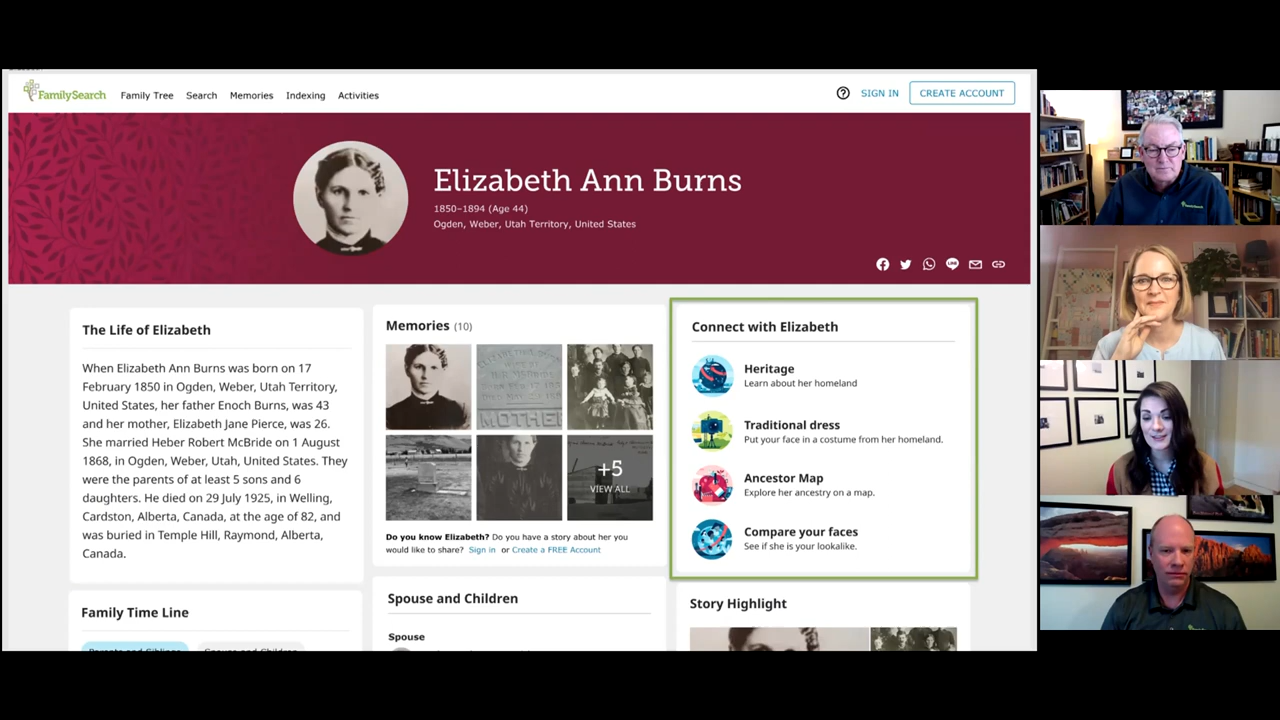 FamilySearch
Family Tree
Search
Memories
Indexing
Activities
SIGN IN
CREATE ACCOUNT
Elizabeth Ann Burns
1850–1894 (Age 44)
Ogden, Weber, Utah Territory, United States
The Life of Elizabeth
When Elizabeth Ann Burns was born on 17
February 1850 in Ogden, Weber, Utah Territory,
United States, her father Enoch Burns, was 43
and her mother, Elizabeth Jane Pierce, was 26.
She married Heber Robert McBride on 1 August
1868, in Ogden, Weber, Utah, United States. They
were the parents of at least 5 sons and 6
daughters. He died on 29 July 1925, in Welling,
Cardston, Alberta, Canada, at the age of 82, and
was buried in Temple Hill, Raymond, Alberta,
Canada.
Family Time Line
Parents and Siblings
Spouse and Children
Memories (10)
MOTHER
+5
VIEW ALL
Do you know Elizabeth? Do you have a story about her you
would like to share? Sign in or Create a FREE Account
Spouse and Children
Spouse
Connect with Elizabeth
Heritage
Learn about her homeland
Traditional dress
Put your face in a costume from her homeland.
Ancestor Map
Explore her ancestry on a map.
Compare your faces
See if she is your lookalike.
Story Highlight